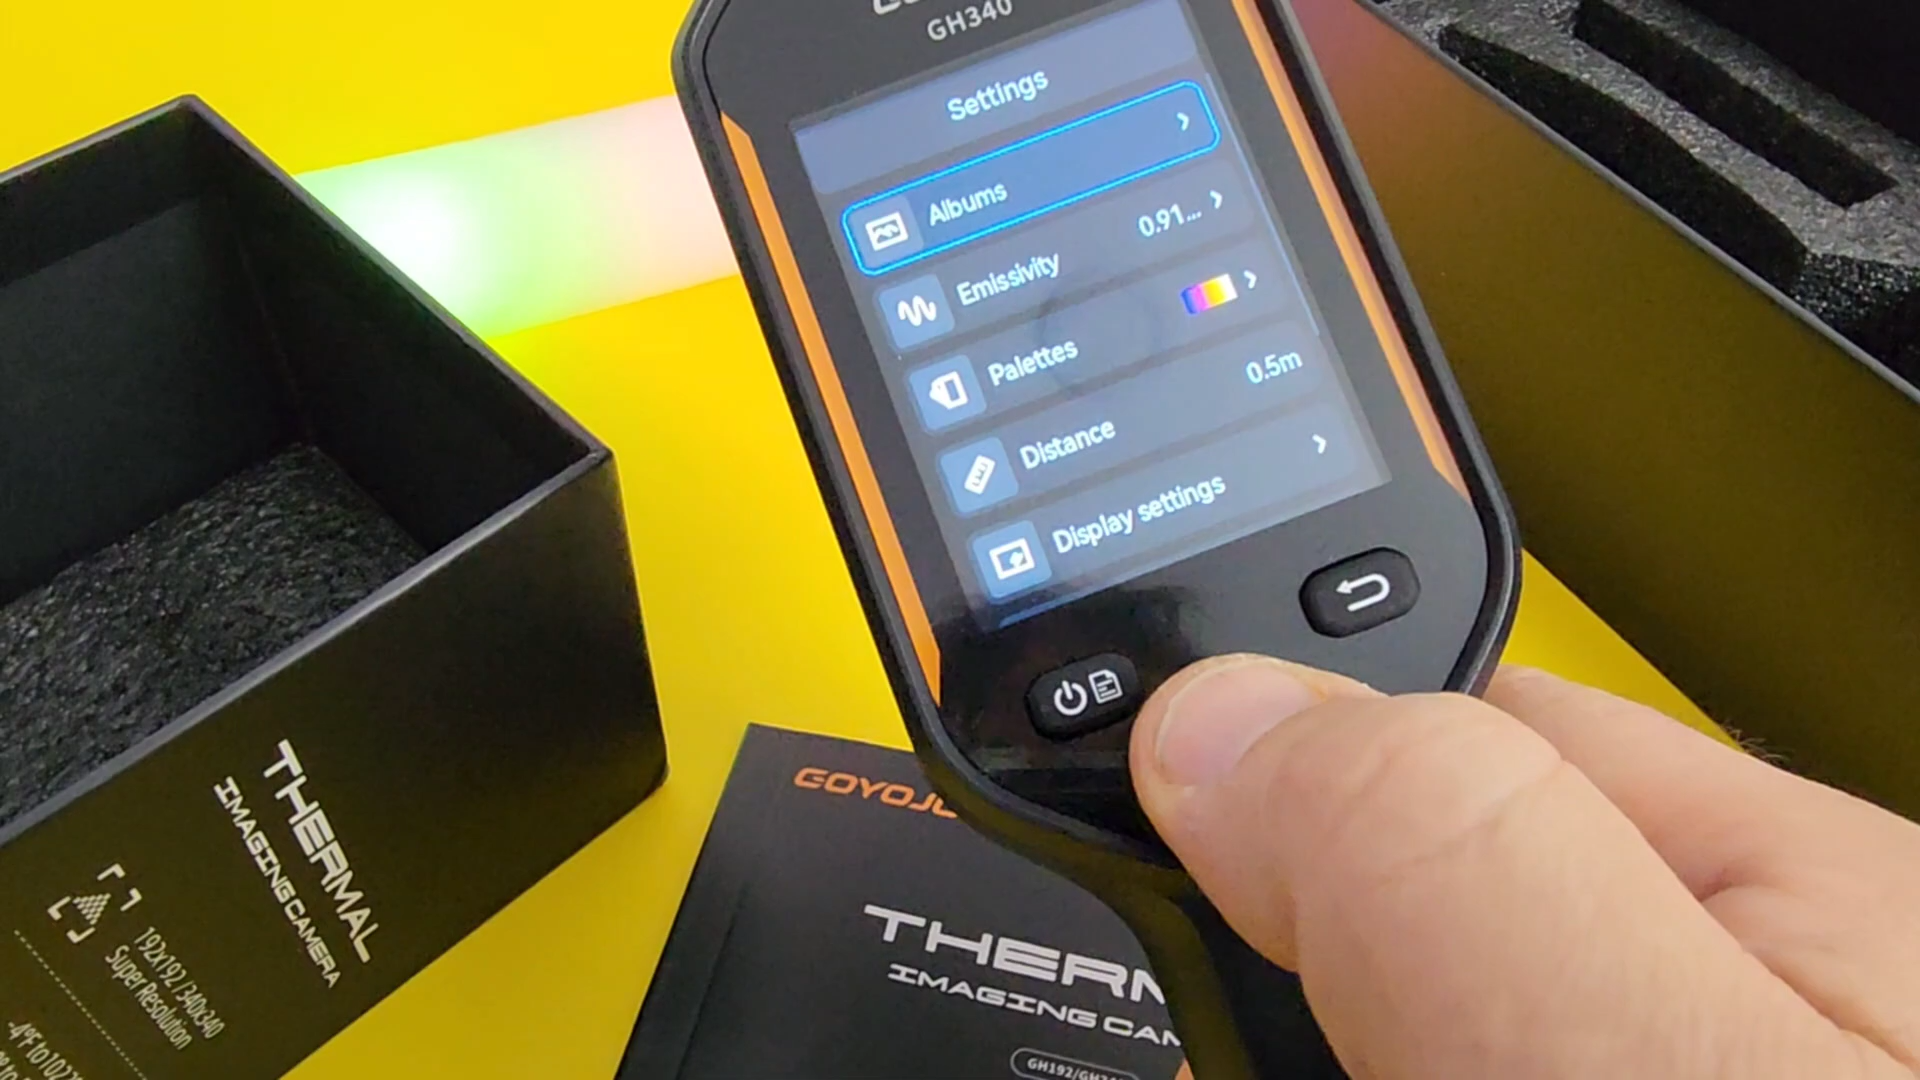 GH340
Settings
Albums
Emissivity 0.91...
Palettes
Distance 0.5m
Display settings
THERMAL
IMAGING CAMERA
192x192 / 340x340
Super Resolution
THERM
IMAGING CAM